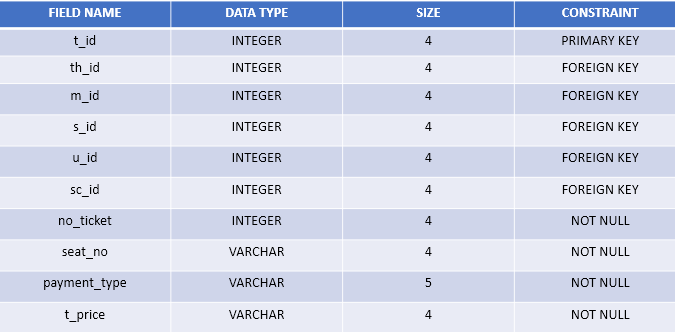 FIELD NAME DATA TYPE SIZE CONSTRAINT
t_id INTEGER 4 PRIMARY KEY
th_id INTEGER 4 FOREIGN KEY
m_id INTEGER 4 FOREIGN KEY
s_id INTEGER 4 FOREIGN KEY
u_id INTEGER 4 FOREIGN KEY
sc_id INTEGER 4 FOREIGN KEY
no_ticket INTEGER 4 NOT NULL
seat_no VARCHAR 4 NOT NULL
payment_type VARCHAR 5 NOT NULL
t_price VARCHAR 4 NOT NULL